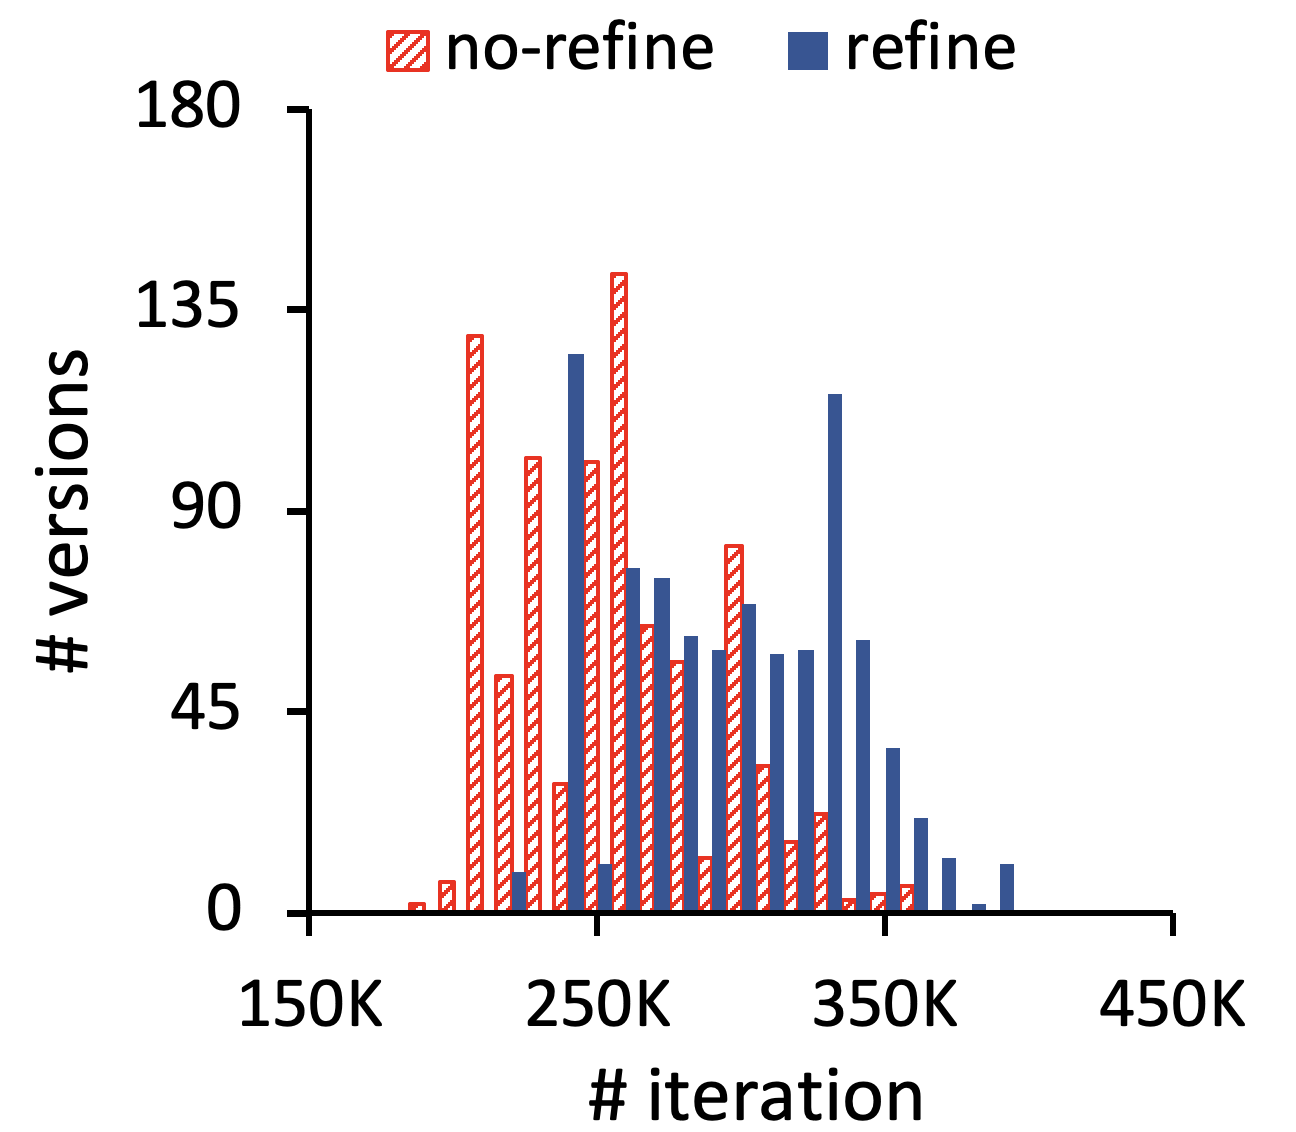 no-refine refine
180
135
90
45
0
# versions
150K 250K 350K 450K
# iteration